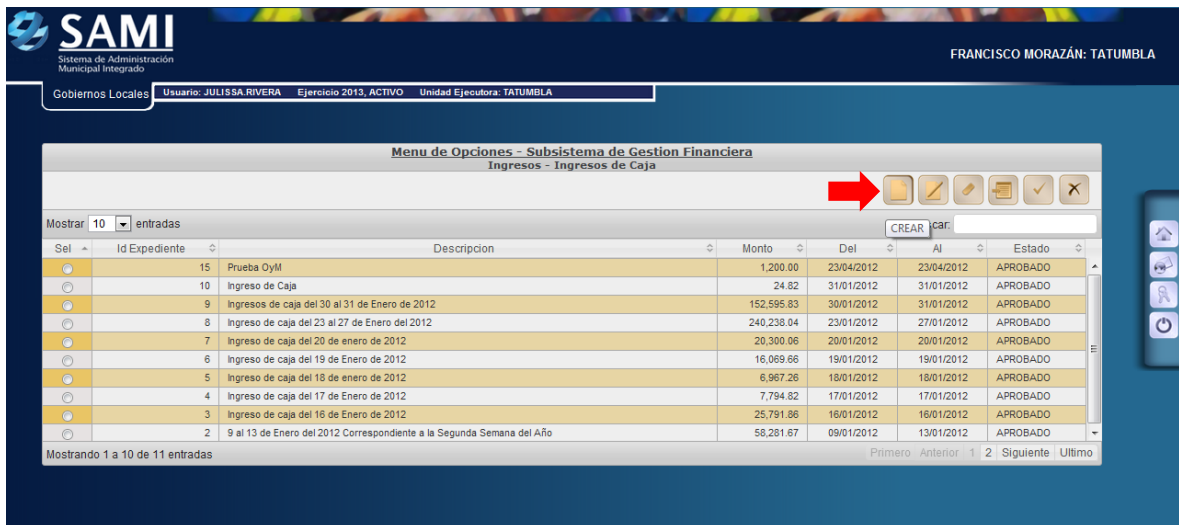 SAMI
Sistema de Administración
Municipal Integrado
FRANCISCO MORAZÁN: TATUMBLA
Gobiernos Locales
Usuario: JULISSA.RIVERA Ejercicio 2013, ACTIVO Unidad Ejecutora: TATUMBLA
Menu de Opciones - Subsistema de Gestion Financiera
Ingresos - Ingresos de Caja
Mostrar 10 entradas
CREAR car:
Sel Id Expediente Descripcion Monto Del Al Estado
15 Prueba OyM 1,200.00 23/04/2012 23/04/2012 APROBADO
10 Ingreso de Caja 24.82 31/01/2012 31/01/2012 APROBADO
9 Ingresos de caja del 30 al 31 de Enero de 2012 152,595.83 30/01/2012 31/01/2012 APROBADO
8 Ingreso de caja del 23 al 27 de Enero del 2012 240,238.04 23/01/2012 27/01/2012 APROBADO
7 Ingreso de caja del 20 de enero de 2012 20,300.06 20/01/2012 20/01/2012 APROBADO
6 Ingreso de caja del 19 de Enero de 2012 16,069.66 19/01/2012 19/01/2012 APROBADO
5 Ingreso de caja del 18 de enero de 2012 6,967.26 18/01/2012 18/01/2012 APROBADO
4 Ingreso de caja del 17 de Enero de 2012 7,794.82 17/01/2012 17/01/2012 APROBADO
3 Ingreso de caja del 16 de Enero de 2012 25,791.86 16/01/2012 16/01/2012 APROBADO
2 9 al 13 de Enero del 2012 Correspondiente a la Segunda Semana del Año 58,281.67 09/01/2012 13/01/2012 APROBADO
Mostrando 1 a 10 de 11 entradas
Primero Anterior 1 2 Siguiente Ultimo